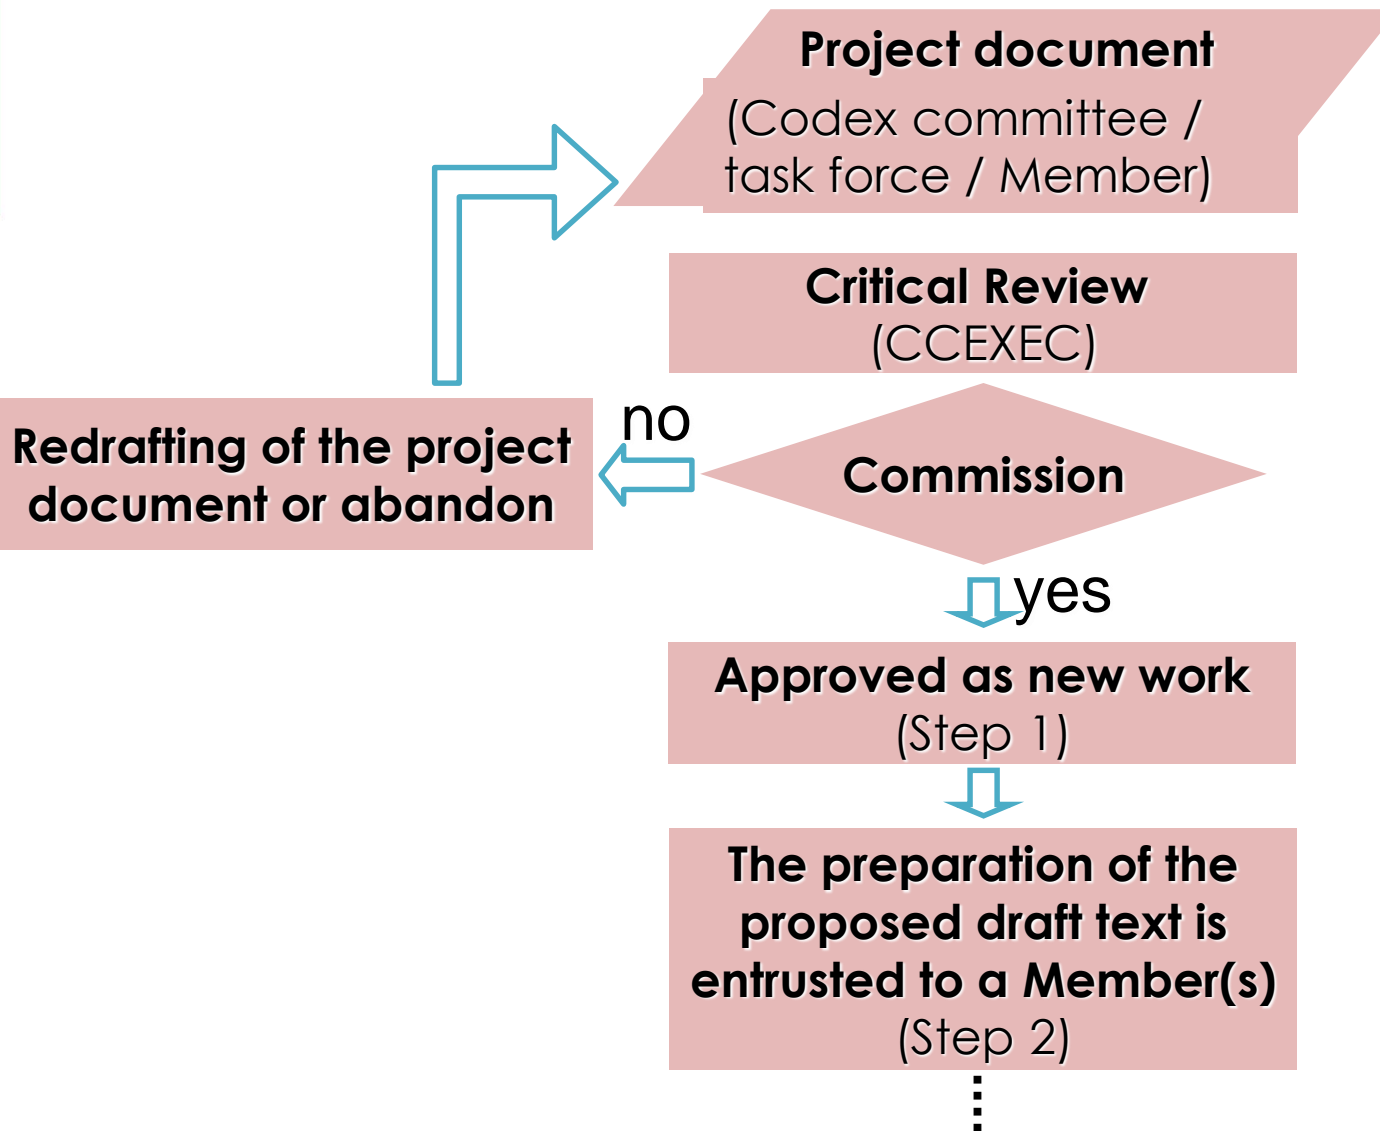 Project document
(Codex committee /
task force / Member)
Critical Review
(CCEXEC)
no
Redrafting of the project
document or abandon
Commission
yes
Approved as new work
(Step 1)
The preparation of the
proposed draft text is
entrusted to a Member(s)
(Step 2)